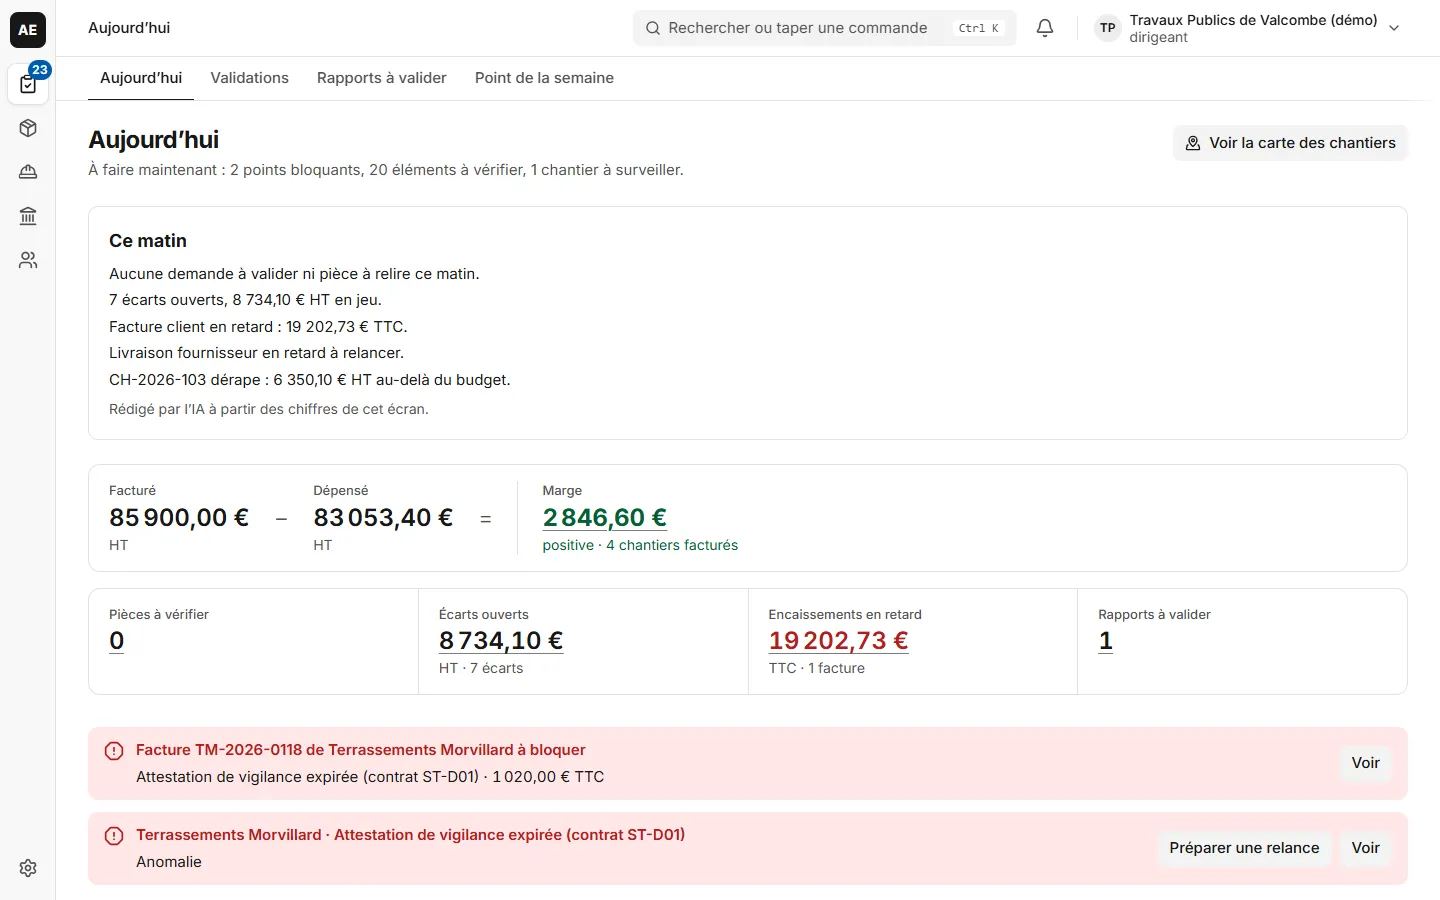 AE
Aujourd’hui
Rechercher ou taper une commande
Ctrl K
TP
Travaux Publics de Valcombe (démo)
dirigeant
23
Aujourd’hui
Validations
Rapports à valider
Point de la semaine
Aujourd’hui
Voir la carte des chantiers
À faire maintenant : 2 points bloquants, 20 éléments à vérifier, 1 chantier à surveiller.
Ce matin
Aucune demande à valider ni pièce à relire ce matin.
7 écarts ouverts, 8 734,10 € HT en jeu.
Facture client en retard : 19 202,73 € TTC.
Livraison fournisseur en retard à relancer.
CH-2026-103 dérape : 6 350,10 € HT au-delà du budget.
Rédigé par l’IA à partir des chiffres de cet écran.
Facturé
85 900,00 €
HT
–
Dépensé
83 053,40 €
HT
=
Marge
2 846,60 €
positive · 4 chantiers facturés
Pièces à vérifier
0
Écarts ouverts
8 734,10 €
HT · 7 écarts
Encaissements en retard
19 202,73 €
TTC · 1 facture
Rapports à valider
1
Facture TM-2026-0118 de Terrassements Morvillard à bloquer
Attestation de vigilance expirée (contrat ST-D01) · 1 020,00 € TTC
Voir
Terrassements Morvillard · Attestation de vigilance expirée (contrat ST-D01)
Anomalie
Préparer une relance
Voir